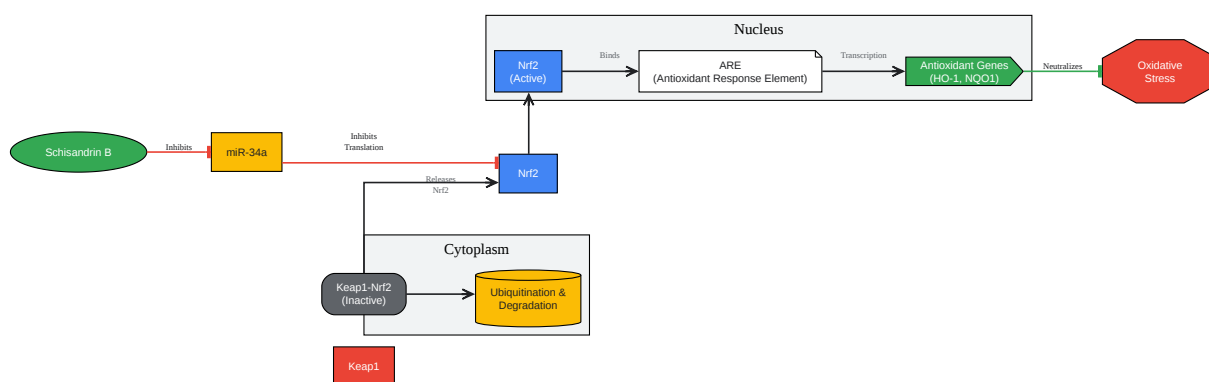 Nucleus
Nrf2
(Active)
Binds
ARE
(Antioxidant Response Element)
Transcription
Antioxidant Genes
(HO-1, NQO1)
Neutralizes
Oxidative
Stress
Schisandrin B
Inhibits
miR-34a
Inhibits
Translation
Nrf2
Releases
Nrf2
Cytoplasm
Keap1-Nrf2
(Inactive)
Ubiquitination &
Degradation
Keap1